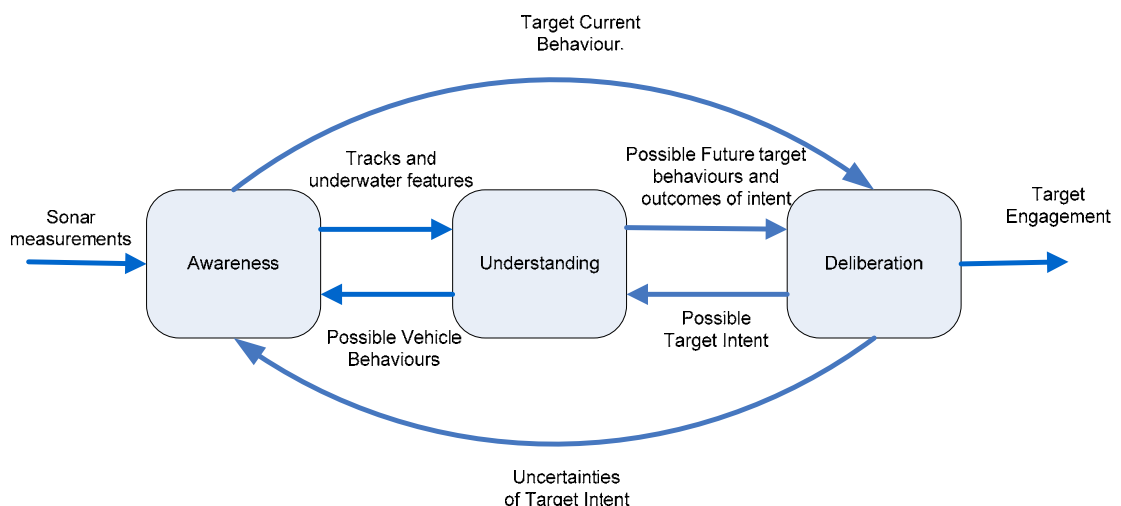 Target Current
Behaviour.
Tracks and
underwater features
Possible Future target
behaviours and
outcomes of intent
Sonar
measurements
Target
Engagement
Awareness
Understanding
Deliberation
Possible Vehicle
Behaviours
Possible
Target Intent
Uncertainties
of Target Intent